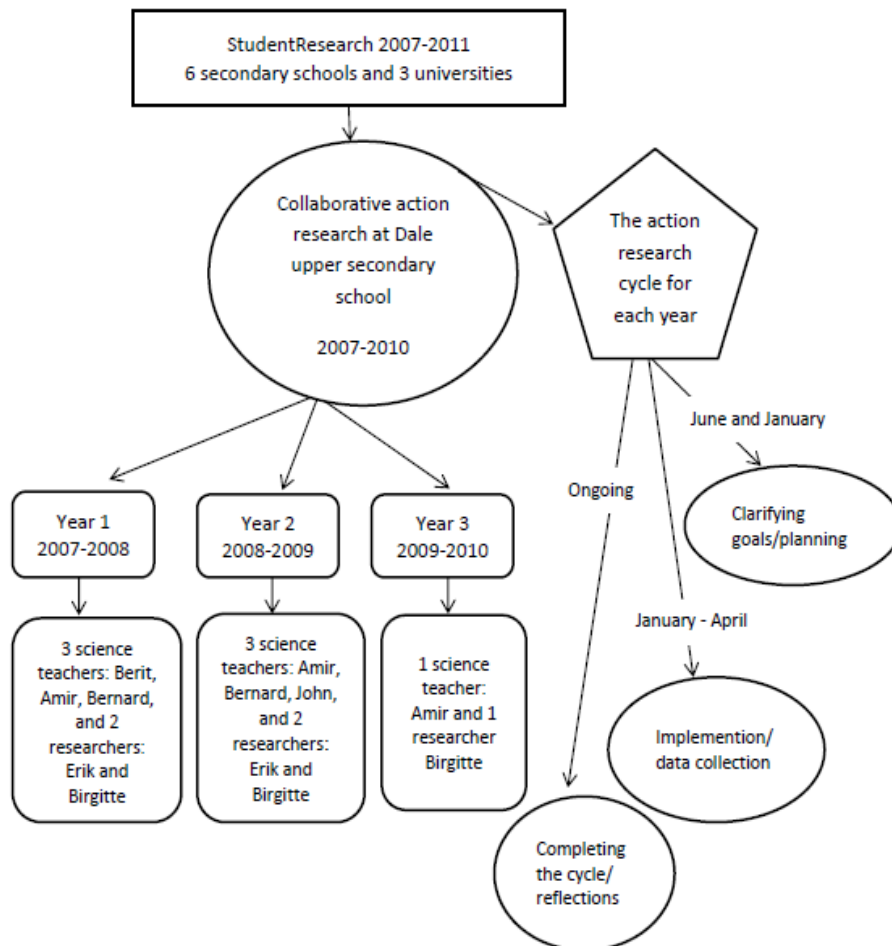 StudentResearch 2007-2011
6 secondary schools and 3 universities
Collaborative action
research at Dale
upper secondary
school
2007-2010
The action
research
cycle for
each year
June and January
Ongoing
January - April
Year 1
2007-2008
Year 2
2008-2009
Year 3
2009-2010
Clarifying
goals/planning
3 science
teachers: Berit,
Amir, Bernard,
and 2
researchers:
Erik and
Birgitte
3 science
teachers: Amir,
Bernard, John,
and 2
researchers:
Erik and
Birgitte
1 science
teacher:
Amir and 1
researcher
Birgitte
Implemention/
data collection
Completing
the cycle/
reflections